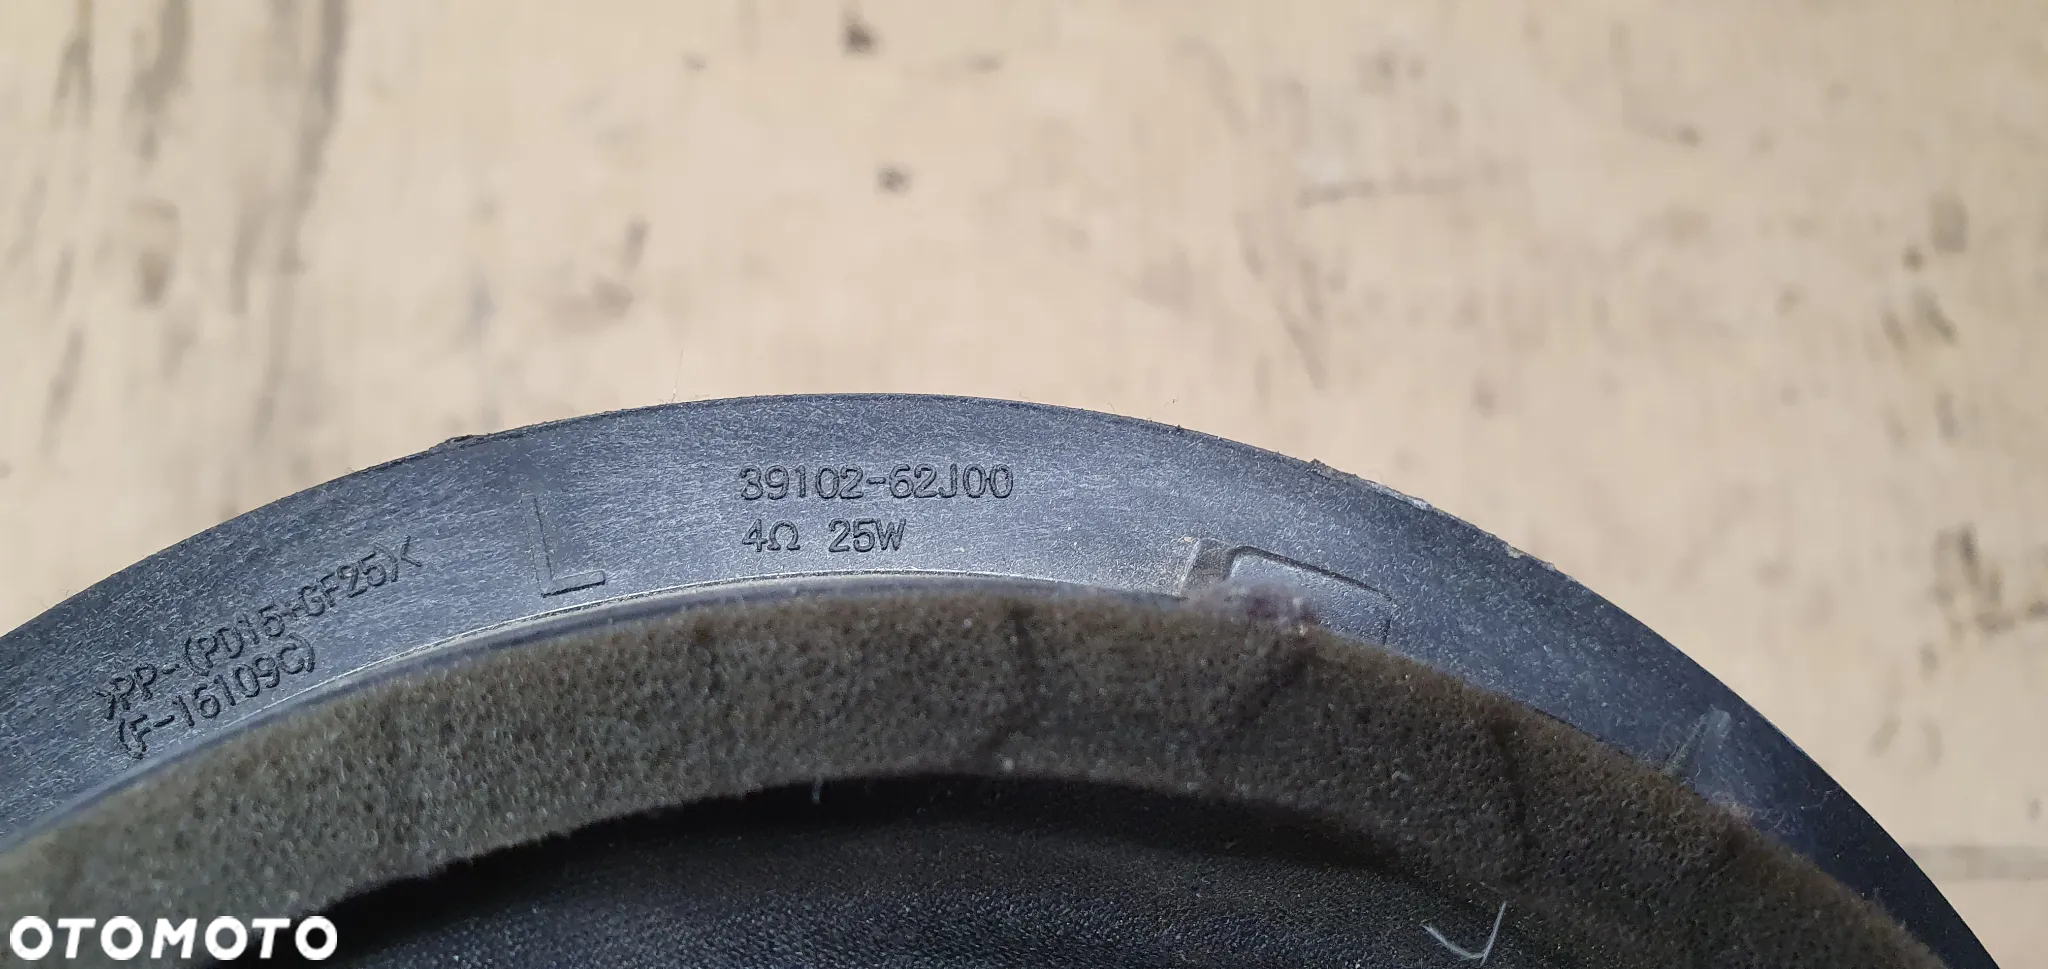 39102-62J00
4Ω 25W
L
>PP-(PD15+GF25)<
(F-16109C)
OTOMOTO